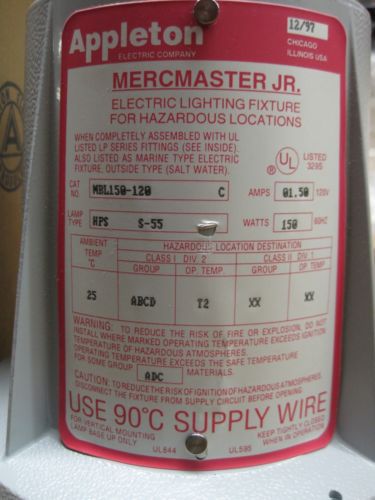 Appleton
ELECTRIC COMPANY
12/97
CHICAGO
ILLINOIS USA
MERCMASTER JR.
ELECTRIC LIGHTING FIXTURE
FOR HAZARDOUS LOCATIONS
WHEN COMPLETELY ASSEMBLED WITH UL
LISTED LP SERIES FITTINGS (SEE INSIDE).
ALSO LISTED AS MARINE TYPE ELECTRIC
FIXTURE, OUTSIDE TYPE (SALT WATER).
UL
LISTED
329S
CAT NO. MBL150-120 C AMPS 01.50 120V
LAMP TYPE HPS S-55 WATTS 150 60HZ
AMBIENT TEMP °C
HAZARDOUS LOCATION DESTINATION
CLASS I DIV. 2 CLASS II DIV. 1
GROUP OP. TEMP. GROUP OP. TEMP.
25 ABCD T2 XX XX
WARNING: TO REDUCE THE RISK OF FIRE OR EXPLOSION, DO NOT
INSTALL WHERE MARKED OPERATING TEMPERATURE EXCEEDS IGNITION
TEMPERATURE OF HAZARDOUS ATMOSPHERES.
OPERATING TEMPERATURE EXCEEDS THE SAFE TEMPERATURE
FOR SOME GROUP ADC MATERIALS.
CAUTION: TO REDUCE THE RISK OF IGNITION OF HAZARDOUS ATMOSPHERES,
DISCONNECT THE FIXTURE FROM SUPPLY CIRCUIT BEFORE OPENING.
USE 90°C SUPPLY WIRE
FOR VERTICAL MOUNTING
LAMP BASE UP ONLY
KEEP TIGHTLY CLOSED
WHEN IN OPERATION
UL844 UL595
A